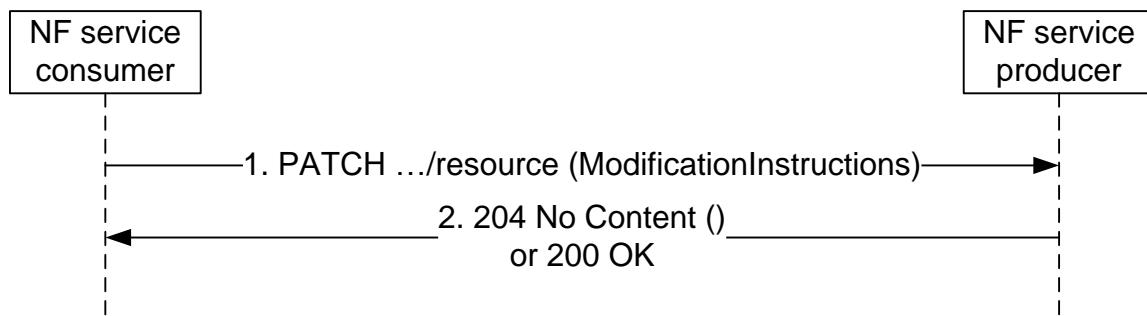 NF service
consumer
NF service
producer
1. PATCH …/resource (ModificationInstructions)
2. 204 No Content ()
or 200 OK